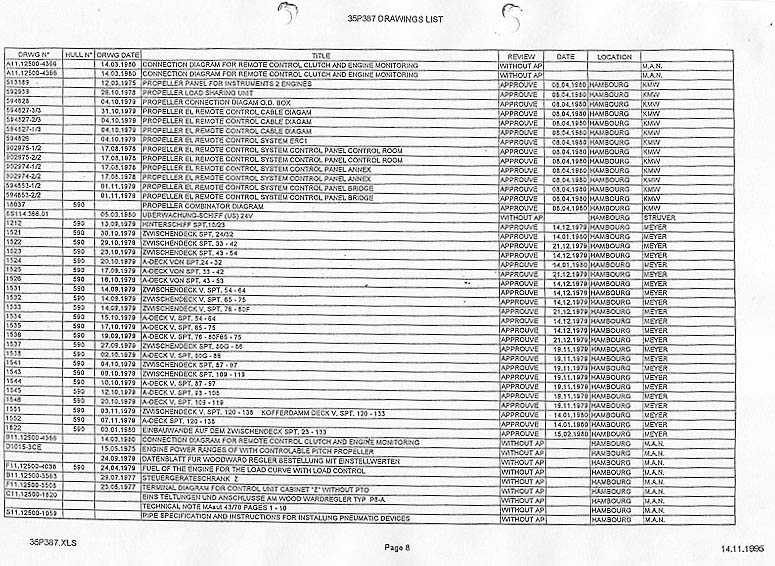 35P387 DRAWINGS LIST
DRWG N° HULL N° DRWG DATE TITLE REVIEW DATE LOCATION
A11.12500-4366 14.03.1980 CONNECTION DIAGRAM FOR REMOTE CONTROL CLUTCH AND ENGINE MONITORING WITHOUT AP M.A.N.
A11.12500-4366 14.03.1980 CONNECTION DIAGRAM FOR REMOTE CONTROL CLUTCH AND ENGINE MONITORING WITHOUT AP M.A.N.
513189 12.03.1975 PROPELLER PANEL FOR INSTRUMENTS 2 ENGINES APPROUVE 08.04.1980 HAMBOURG KMW
592939 28.10.1978 PROPELLER LOAD SHARING UNIT APPROUVE 08.04.1980 HAMBOURG KMW
594828 04.10.1979 PROPELLER CONNECTION DIAGAM O.D. BOX APPROUVE 08.04.1980 HAMBOURG KMW
594827-3/3 31.10.1979 PROPELLER EL REMOTE CONTROL CABLE DIAGAM APPROUVE 08.04.1980 HAMBOURG KMW
594827-2/3 04.10.1979 PROPELLER EL REMOTE CONTROL CABLE DIAGAM APPROUVE 08.04.1980 HAMBOURG KMW
594827-1/3 04.10.1979 PROPELLER EL REMOTE CONTROL CABLE DIAGAM APPROUVE 08.04.1980 HAMBOURG KMW
594826 04.10.1979 PROPELLER EL REMOTE CONTROL SYSTEM ERC1 APPROUVE 08.04.1980 HAMBOURG KMW
902975-1/2 17.08.1978 PROPELLER EL REMOTE CONTROL SYSTEM CONTROL PANEL CONTROL ROOM APPROUVE 08.04.1980 HAMBOURG KMW
902975-2/2 17.08.1978 PROPELLER EL REMOTE CONTROL SYSTEM CONTROL PANEL CONTROL ROOM APPROUVE 08.04.1980 HAMBOURG KMW
902974-1/2 17.08.1978 PROPELLER EL REMOTE CONTROL SYSTEM CONTROL PANEL ANNEX APPROUVE 08.04.1980 HAMBOURG KMW
902974-2/2 17.08.1978 PROPELLER EL REMOTE CONTROL SYSTEM CONTROL PANEL ANNEX APPROUVE 08.04.1980 HAMBOURG KMW
594853-1/2 01.11.1979 PROPELLER EL REMOTE CONTROL SYSTEM CONTROL PANEL BRIDGE APPROUVE 08.04.1980 HAMBOURG KMW
594853-2/2 01.11.1979 PROPELLER EL REMOTE CONTROL SYSTEM CONTROL PANEL BRIDGE APPROUVE 08.04.1980 HAMBOURG KMW
18037 590 PROPELLER COMBINATOR DIAGRAM APPROUVE 08.04.1980 HAMBOURG KMW
05.03.1980 UBERWACHUNG-SCHIFF (US) 24V WITHOUT AP HAMBOURG STRUVER
1212 590 13.09.1979 HINTERSCHIFF SPT.10/23 APPROUVE 14.12.1979 HAMBOURG MEYER
1521 590 30.10.1979 ZWISCHENDECK SPT. 24/32 APPROUVE 14.01.1980 HAMBOURG MEYER
1522 590 29.10.1979 ZWISCHENDECK SPT. 33 - 42 APPROUVE 21.12.1979 HAMBOURG MEYER
1523 590 23.10.1979 ZWISCHENDECK SPT. 43 - 54 APPROUVE 14.12.1979 HAMBOURG MEYER
1524 590 20.10.1979 A-DECK VON SPT.24 - 32 APPROUVE 14.01.1980 HAMBOURG MEYER
1525 590 17.09.1979 A-DECK VON SPT. 33 - 42 APPROUVE 21.12.1979 HAMBOURG MEYER
1526 590 18.10.1979 A-DECK VON SPT. 43 - 53 APPROUVE 14.12.1979 HAMBOURG MEYER
1531 590 14.09.1979 ZWISCHENDECK V. SPT. 54 - 64 APPROUVE 14.12.1979 HAMBOURG MEYER
1532 590 14.09.1979 ZWISCHENDECK V. SPT. 65 - 75 APPROUVE 14.12.1979 HAMBOURG MEYER
1533 590 14.09.1979 ZWISCHENDECK V. SPT. 76 - 80F APPROUVE 21.12.1979 HAMBOURG MEYER
1534 590 15.10.1979 A-DECK V. SPT. 54 - 64 APPROUVE 14.12.1979 HAMBOURG MEYER
1535 590 17.10.1979 A-DECK V. SPT. 65 - 75 APPROUVE 14.12.1979 HAMBOURG MEYER
1536 590 19.09.1979 A-DECK V. SPT. 76 - 80F65 - 75 APPROUVE 21.12.1979 HAMBOURG MEYER
1537 590 27.09.1979 ZWISCHENDECK SPT. 80G - 86 APPROUVE 19.11.1979 HAMBOURG MEYER
1538 590 02.10.1979 A-DECK V. SPT. 80G - 86 APPROUVE 19.11.1979 HAMBOURG MEYER
1541 590 04.10.1979 ZWISCHENDECK SPT. 87 - 97 APPROUVE 19.11.1979 HAMBOURG MEYER
1543 590 09.10.1979 ZWISCHENDECK SPT. 109 - 119 APPROUVE 19.11.1979 HAMBOURG MEYER
1544 590 10.10.1979 A-DECK V. SPT. 87 - 97 APPROUVE 19.11.1979 HAMBOURG MEYER
1545 590 12.10.1979 A-DECK V. SPT. 98 - 108 APPROUVE 19.11.1979 HAMBOURG MEYER
1546 590 20.10.1979 A-DECK V. SPT. 109 - 119 APPROUVE 19.11.1979 HAMBOURG MEYER
1551 590 03.11.1979 ZWISCHENDECK V. SPT. 120 - 135 KOFFERDAMM DECK V. SPT. 120 - 133 APPROUVE 14.01.1980 HAMBOURG MEYER
1552 590 07.11.1979 A-DECK SPT. 120 - 135 APPROUVE 14.01.1980 HAMBOURG MEYER
1822 590 03.01.1980 EINBAUWANDE AUF DEM ZWISCHENDECK SPT. 23 - 133 APPROUVE 15.02.1980 HAMBOURG MEYER
B11.12500-4366 14.03.1980 CONNECTION DIAGRAM FOR REMOTE CONTROL CLUTCH AND ENGINE MONITORING WITHOUT AP HAMBOURG M.A.N.
D1015-3CE 15.05.1975 ENGINE POWER RANGES OF WITH CONTROLABLE PITCH PROPELLER WITHOUT AP HAMBOURG M.A.N.
24.09.1979 DATENBLATT FUR WOODWARD REGLER BESTELLUNG MIT EINSTELLWERTEN WITHOUT AP HAMBOURG M.A.N.
F11.12500-4038 590 24.04.1979 FUEL OF THE ENGINE FOR THE LOAD CURVE WITH LOAD CONTROL WITHOUT AP HAMBOURG M.A.N.
B11.12500-3563 29.07.1977 STEUERGERATESCHRANK Z WITHOUT AP HAMBOURG M.A.N.
F11.12500-3505 23.05.1977 TERMINAL DIAGRAM FOR CONTROL UNIT CABINET "Z" WITHOUT PTO WITHOUT AP HAMBOURG M.A.N.
C11.12500-1820 EINS TELTUNGEN UND ANSCHLUSSE AM WOOD WARDREGLER TYP PS-A WITHOUT AP HAMBOURG M.A.N.
TECHNICAL NOTE MAaut 43/70 PAGES 1 - 10 WITHOUT AP HAMBOURG M.A.N.
S11.12500-1059 PIPE SPECIFICATION AND INSTRUCTIONS FOR INSTALLING PNEUMATIC DEVICES WITHOUT AP HAMBOURG M.A.N.
35P387.XLS Page 8 14.11.1995